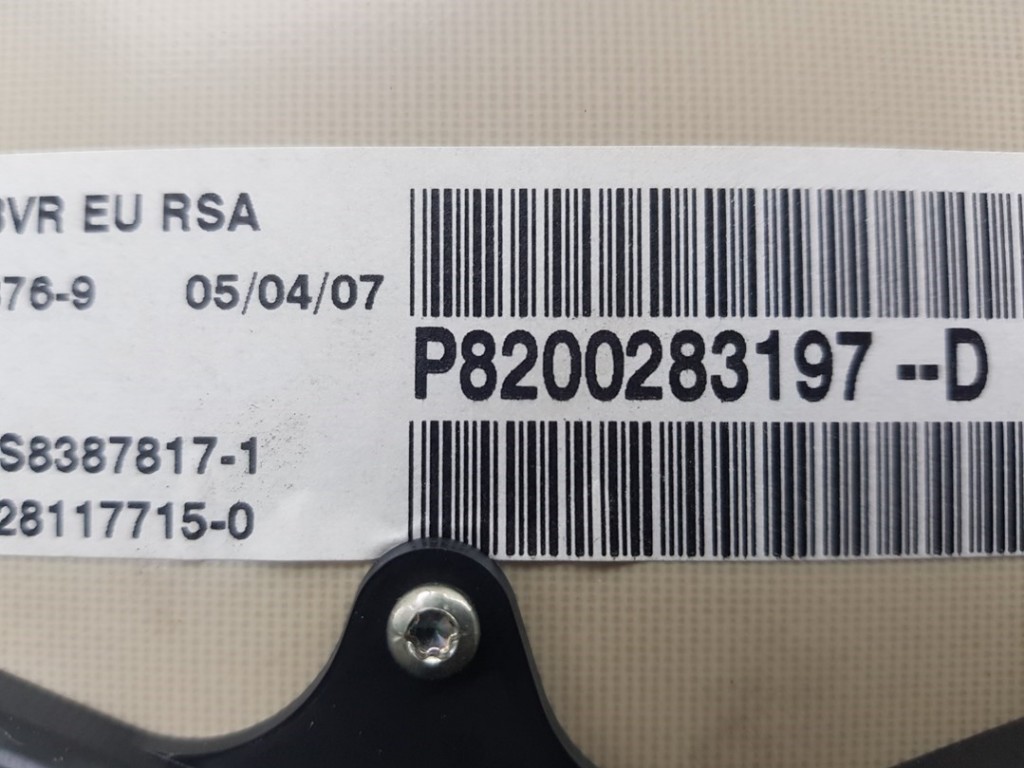 BVR EU RSA
76-9 05/04/07
P8200283197 --D
S8387817-1
28117715-0